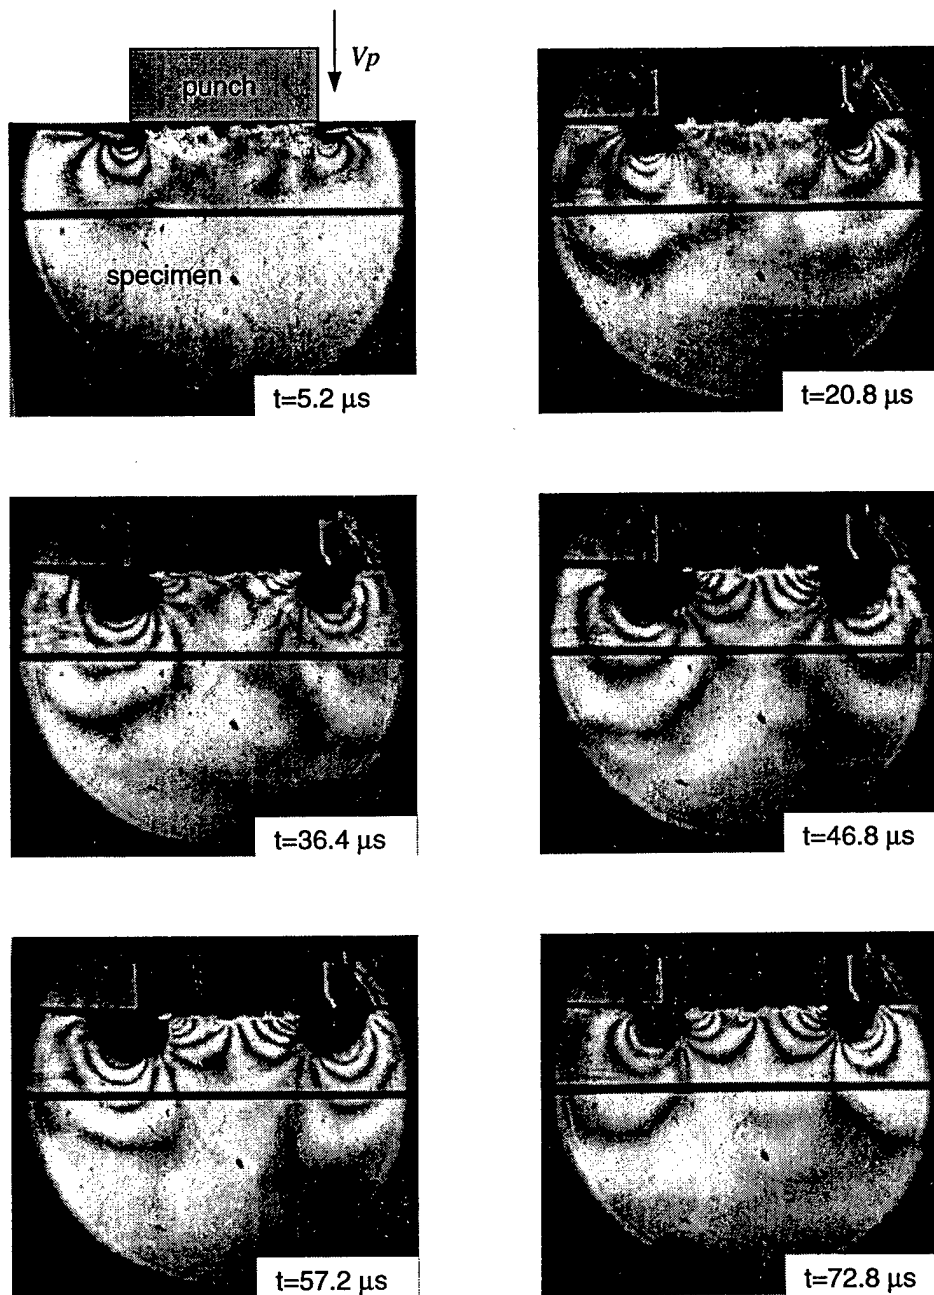 Vp
punch
specimen
t=5.2 μs
t=20.8 μs
t=36.4 μs
t=46.8 μs
t=57.2 μs
t=72.8 μs